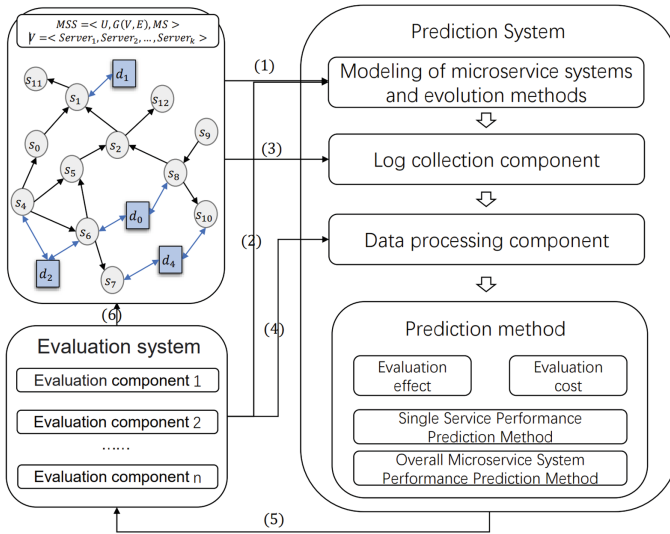 MSS =< U, G(V, E), MS >
V =< Server₁, Server₂, ... , Serverₖ >
s₁₁
d₁
s₁
s₁₂
s₀
s₂
s₉
s₅
s₈
s₄
d₀
s₁₀
s₆
d₂
d₄
s₇
(6)
Evaluation system
Evaluation component 1
Evaluation component 2
……
Evaluation component n
(1)
(3)
(2)
(4)
(5)
Prediction System
Modeling of microservice systems
and evolution methods
Log collection component
Data processing component
Prediction method
Evaluation
effect
Evaluation
cost
Single Service Performance
Prediction Method
Overall Microservice System
Performance Prediction Method